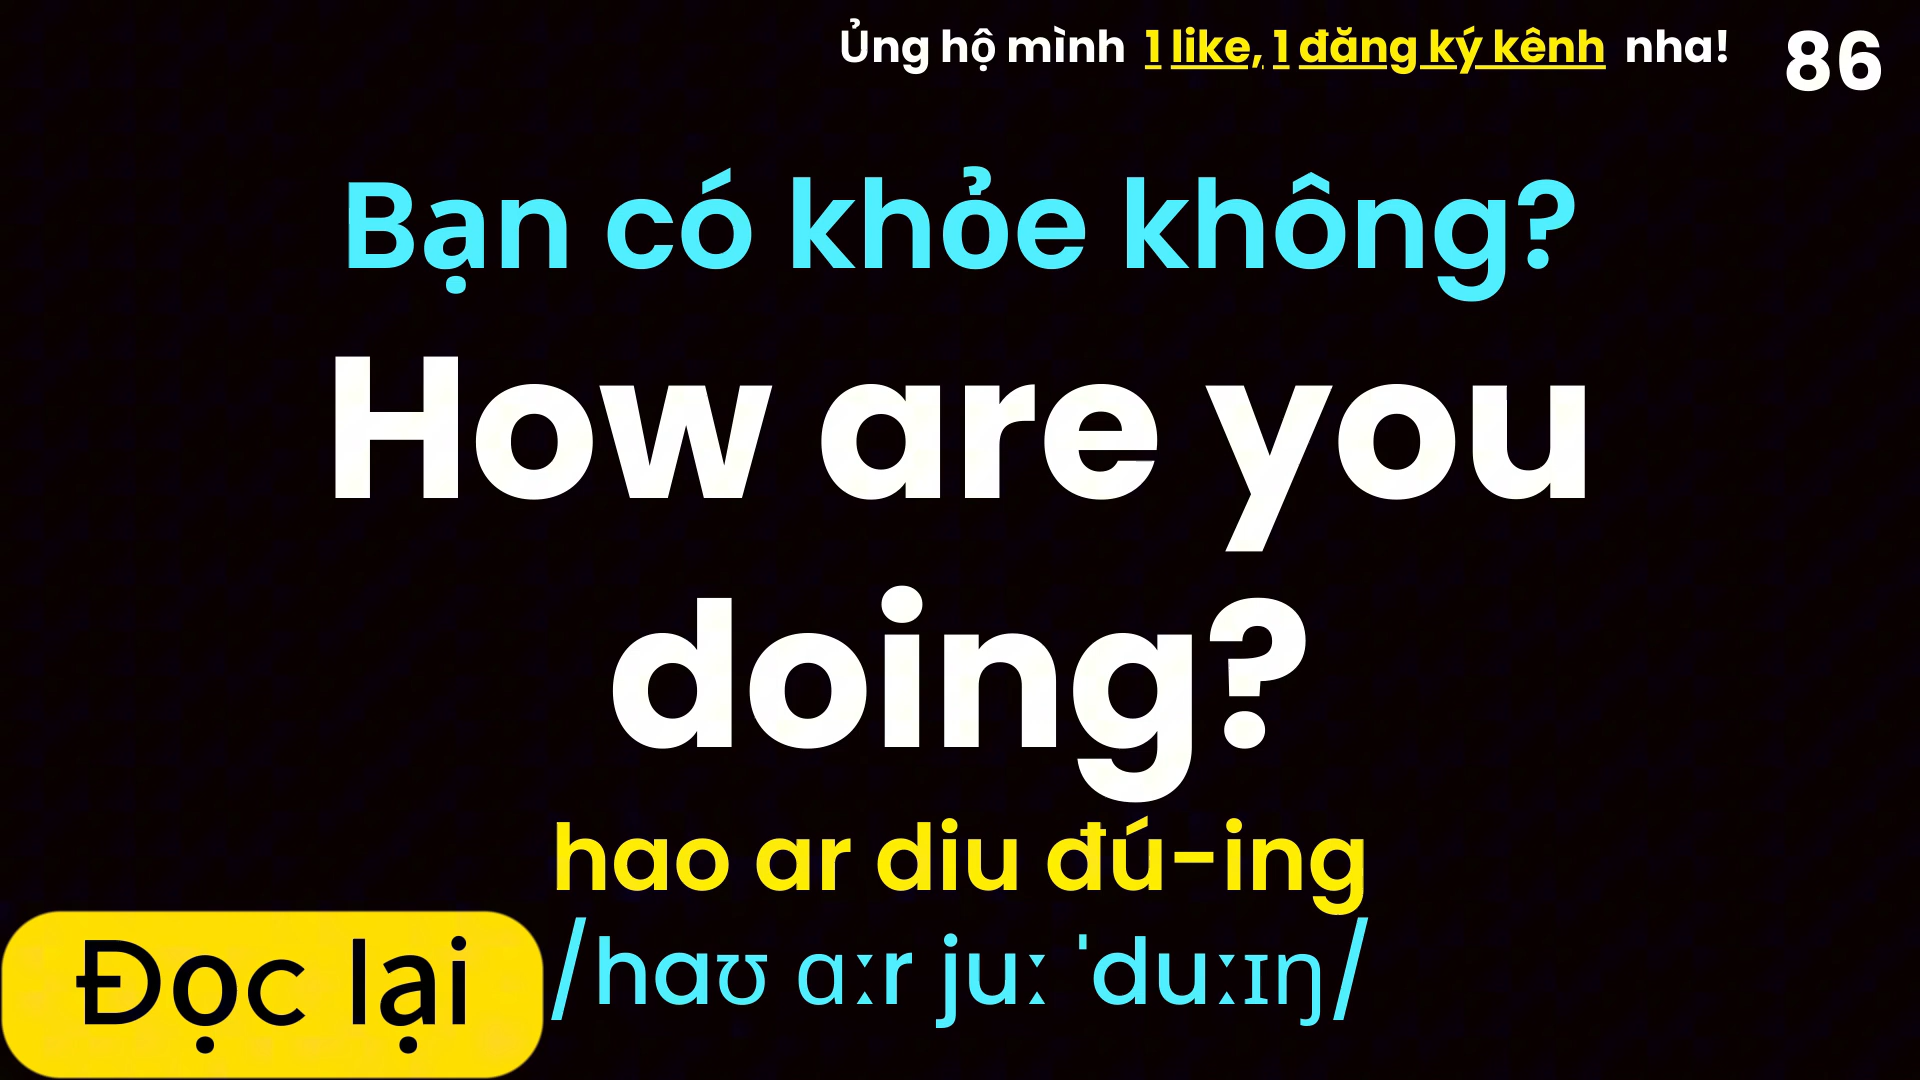 Ủng hộ mình 1 like, 1 đăng ký kênh nha! 86
Bạn có khỏe không?
How are you
doing?
hao ar diu đú-ing
/haʊ ɑːr juː ˈduːɪŋ/
Đọc lại